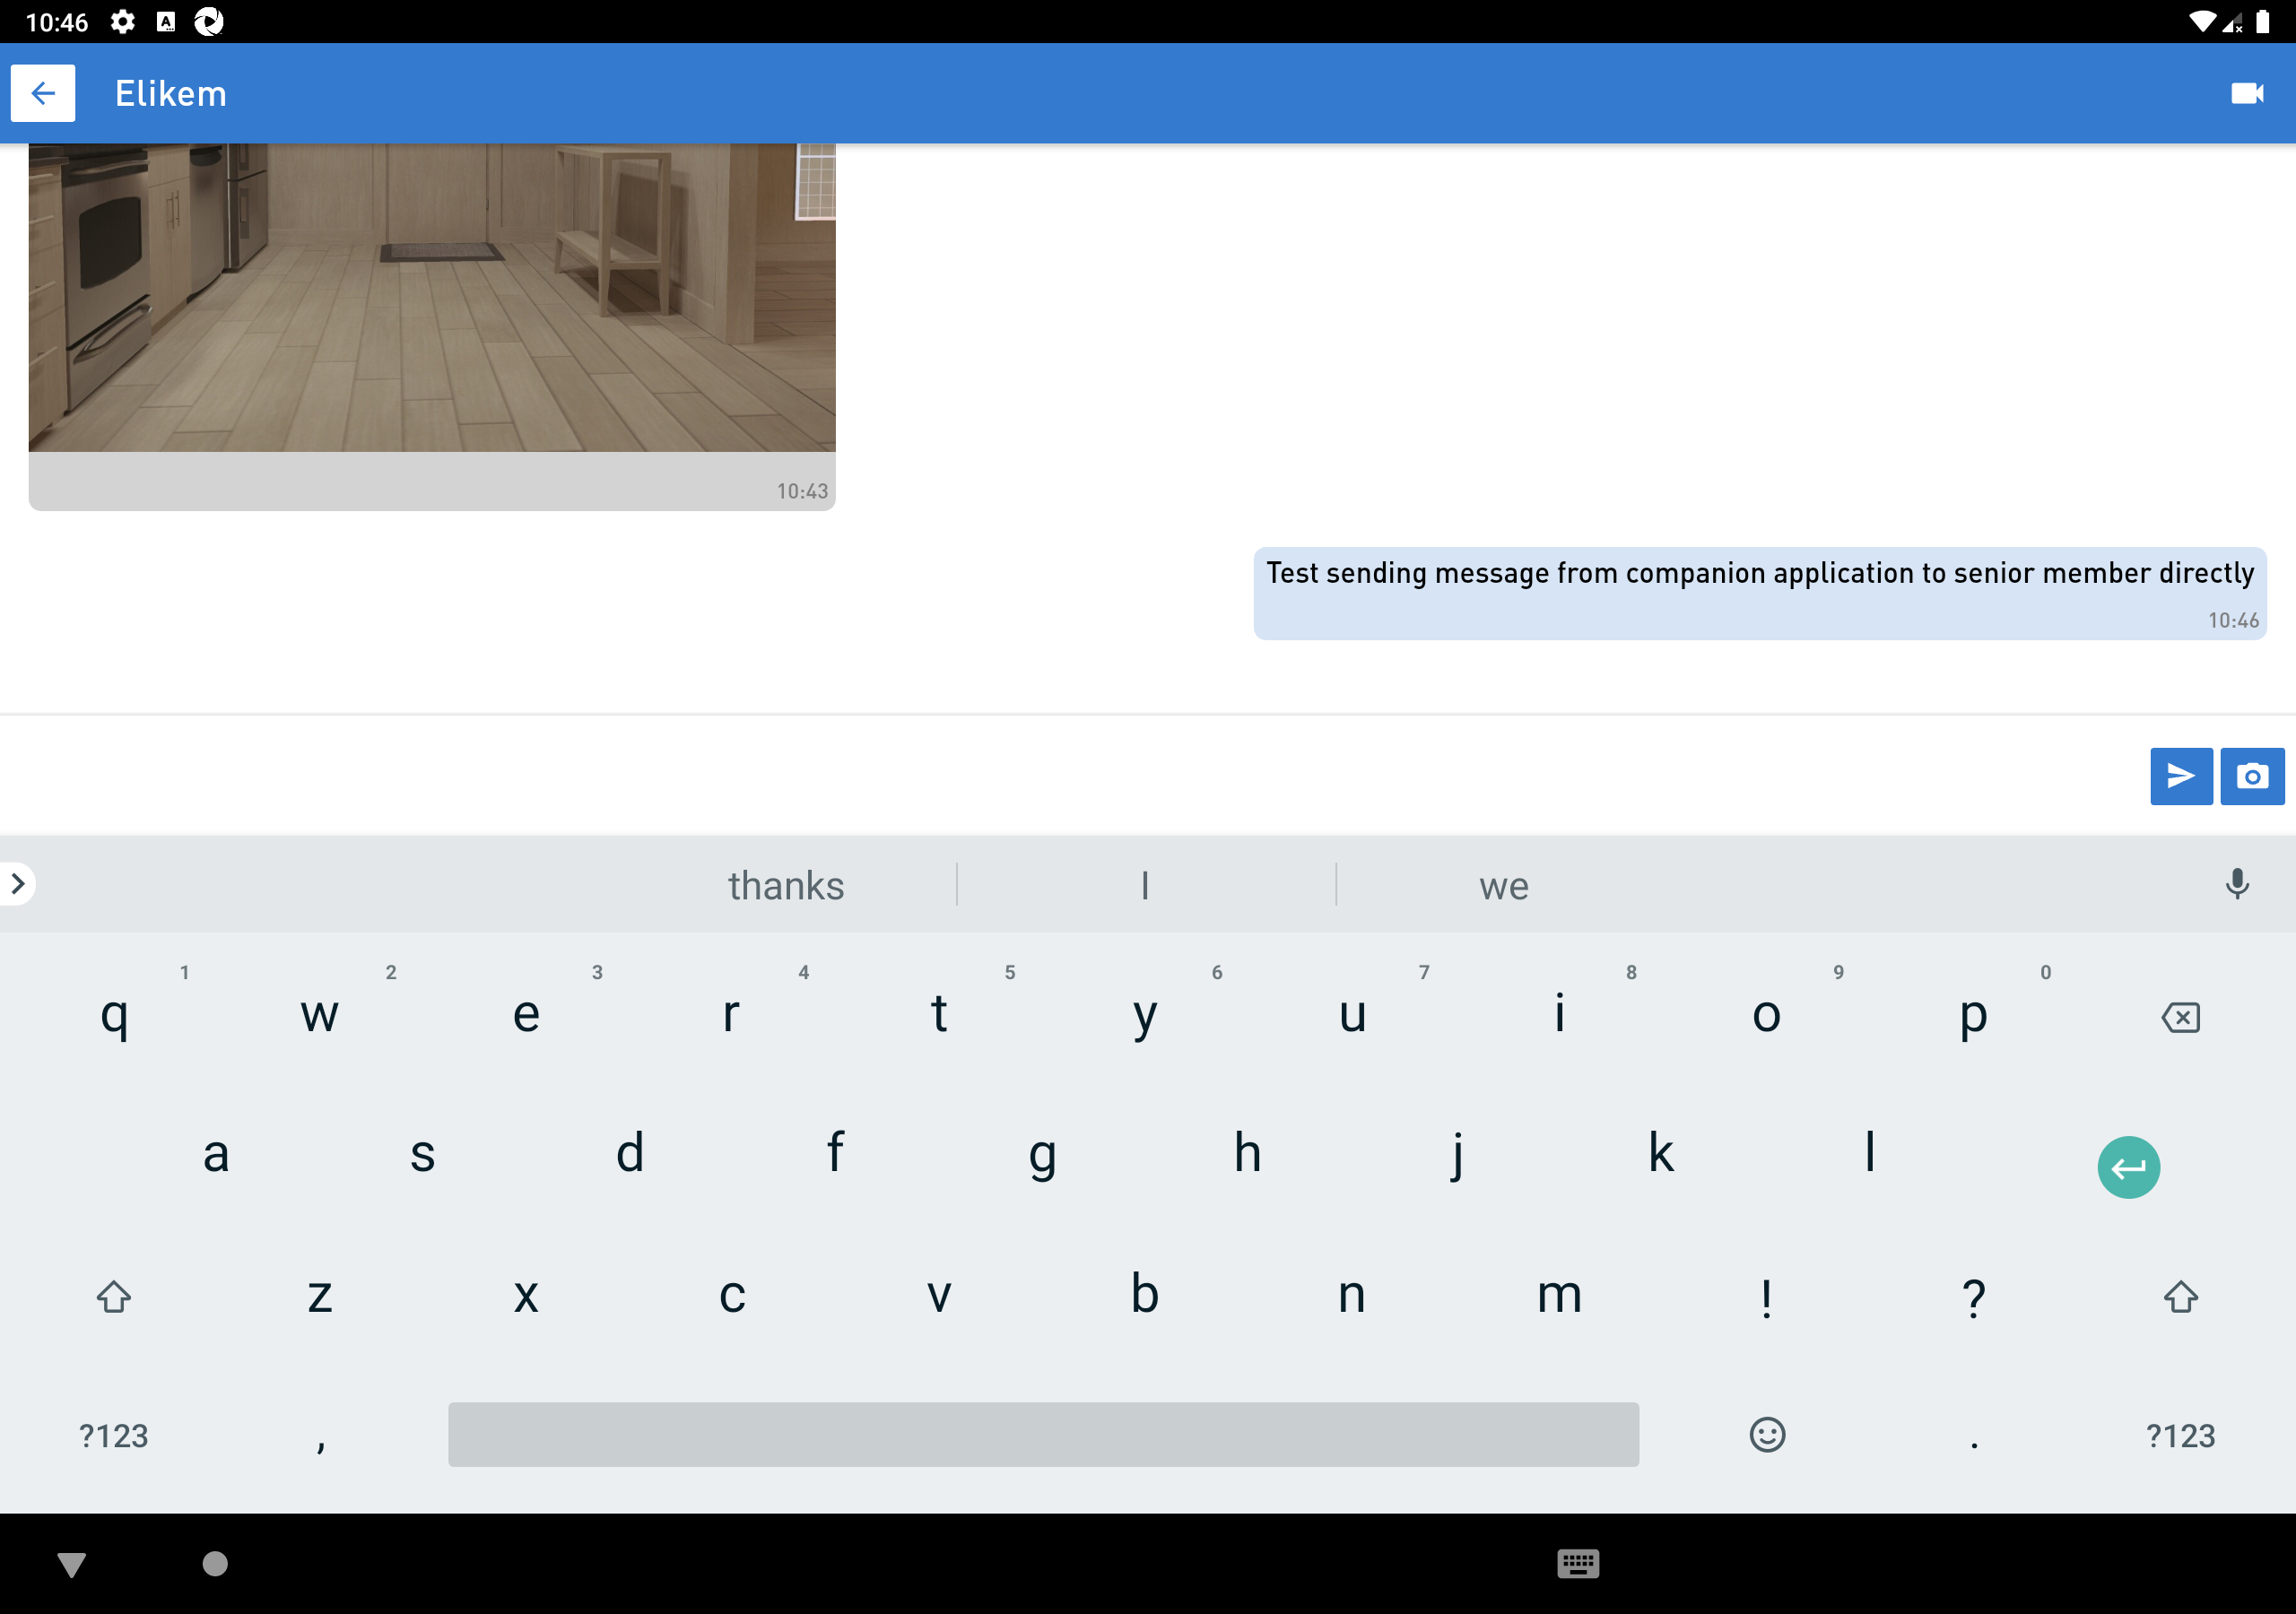 10:46
Elikem
10:43
Test sending message from companion application to senior member directly
10:46
thanks I we
1 2 3 4 5 6 7 8 9 0
q w e r t y u i o p
a s d f g h j k l
z x c v b n m ! ?
?123 , . ?123